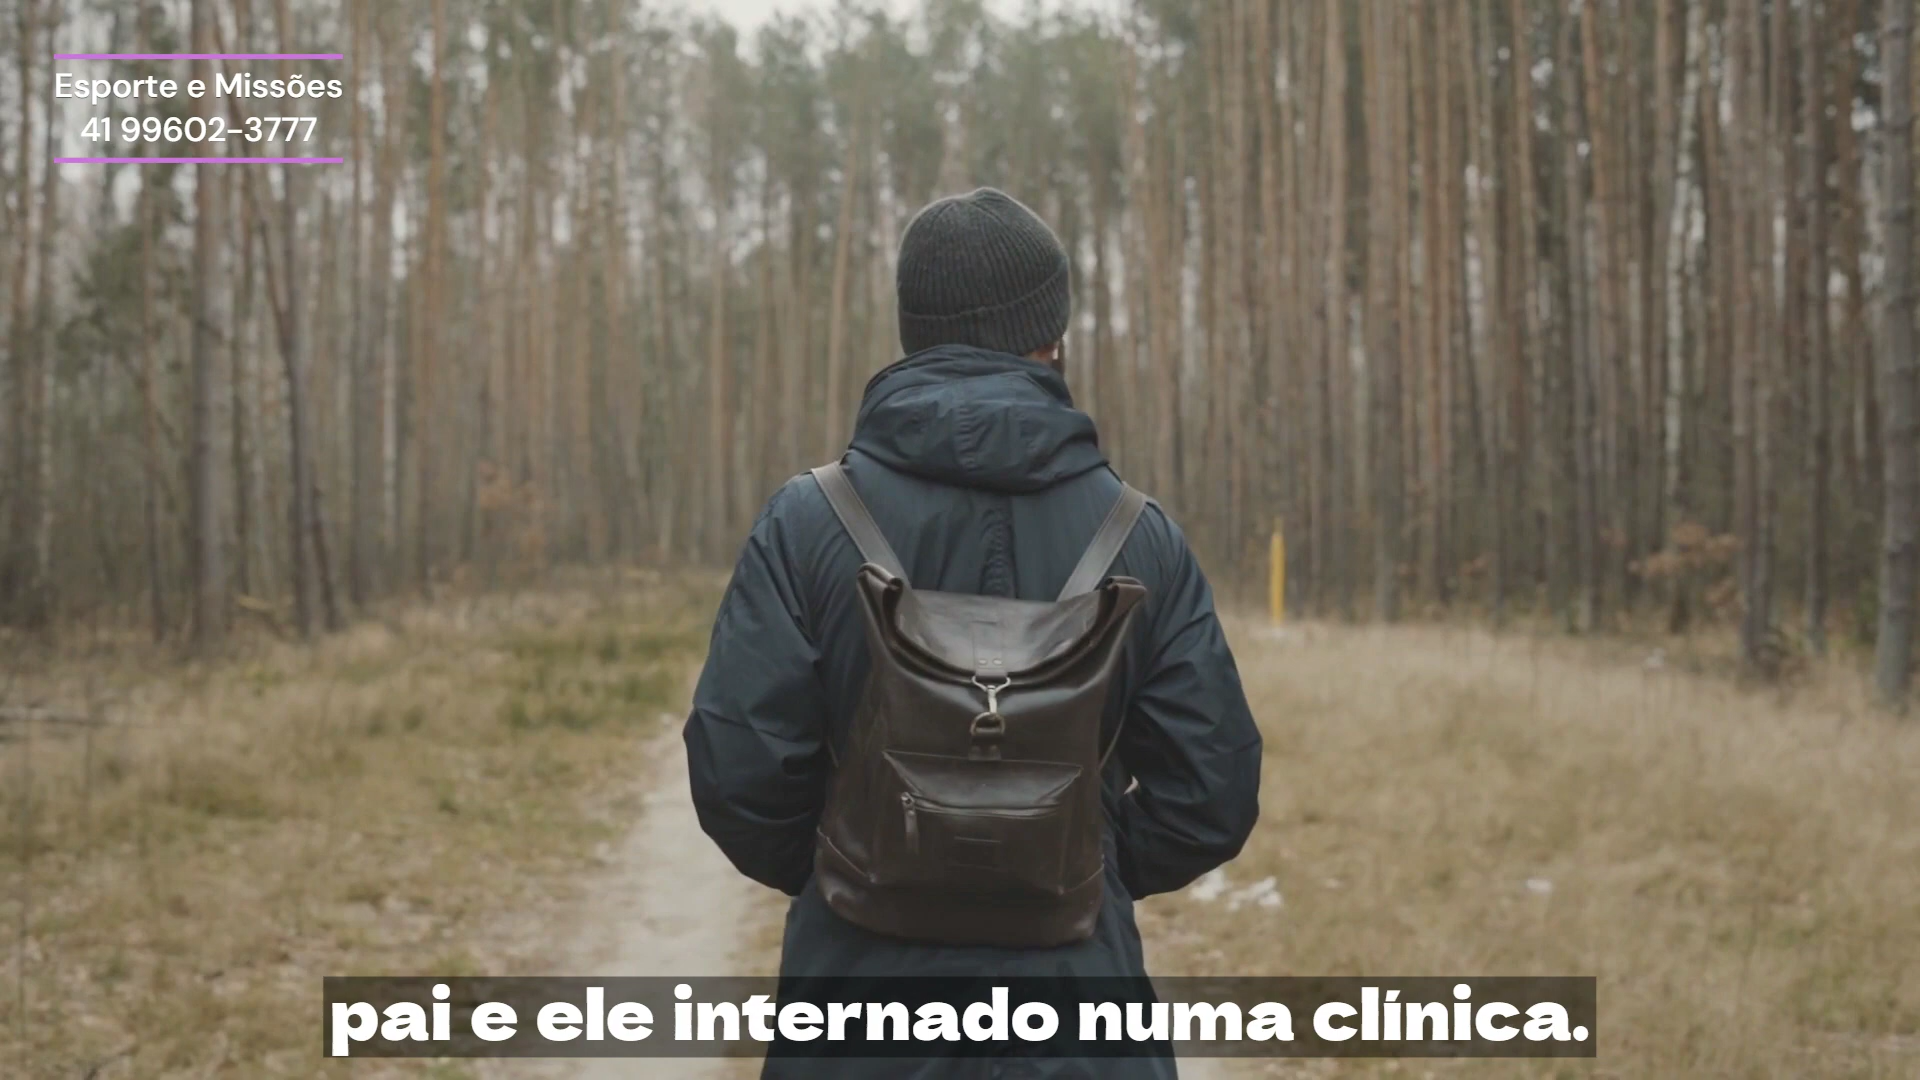 Esporte e Missões
41 99602-3777
pai e ele internado numa clínica.